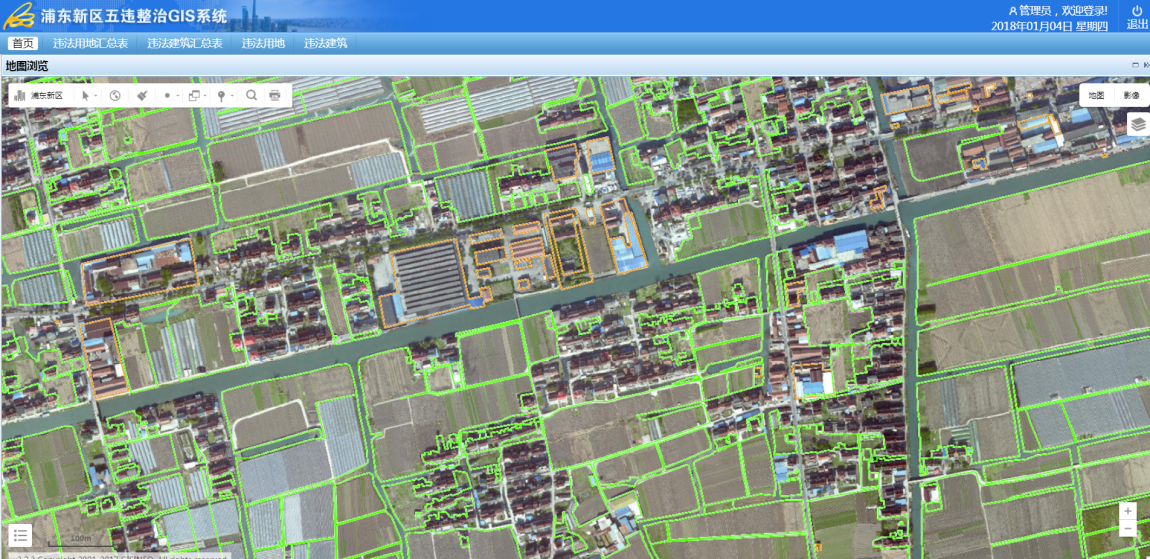 浦东新区五违整治GIS系统
管理员，欢迎登录!
2018年01月04日 星期四
退出
首页 违法用地汇总表 违法建筑汇总表 违法用地 违法建筑
地图浏览
浦东新区
地图 影像
100m